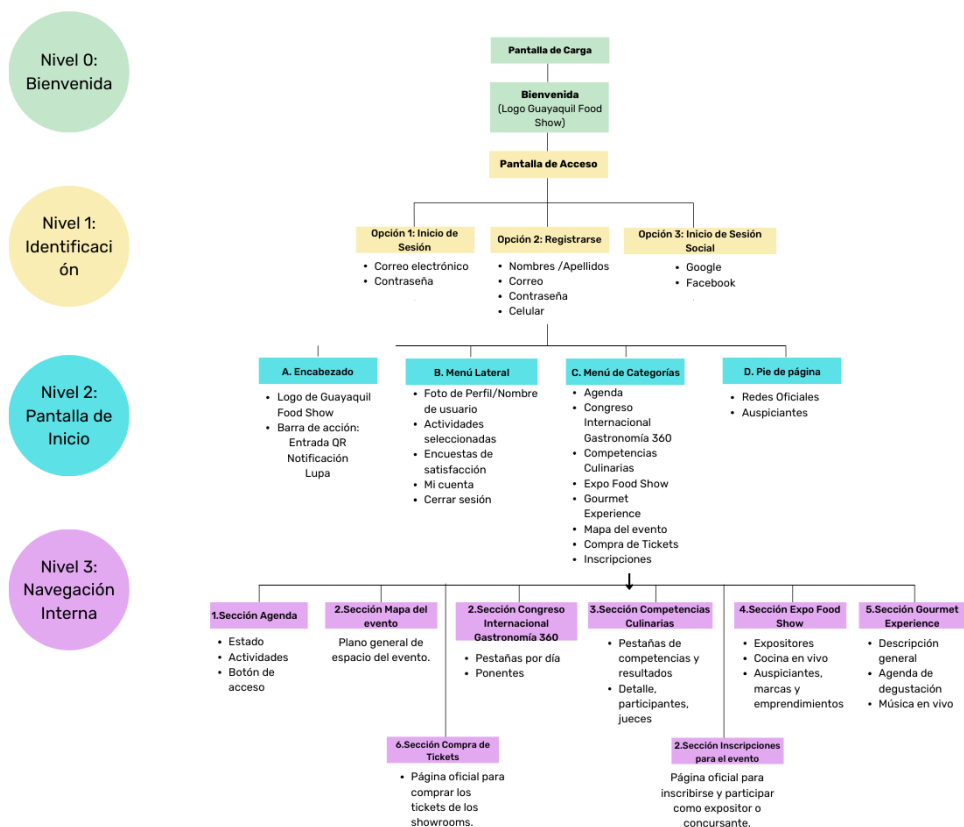 Nivel 0:
Bienvenida
Pantalla de Carga
Bienvenida
(Logo Guayaquil Food
Show)
Pantalla de Acceso
Nivel 1:
Identificaci
ón
Opción 1: Inicio de
Sesión
• Correo electrónico
• Contraseña
Opción 2: Registrarse
• Nombres /Apellidos
• Correo
• Contraseña
• Celular
Opción 3: Inicio de Sesión
Social
• Google
• Facebook
Nivel 2:
Pantalla de
Inicio
A. Encabezado
• Logo de Guayaquil
Food Show
• Barra de acción:
Entrada QR
Notificación
Lupa
B. Menú Lateral
• Foto de Perfil/Nombre
de usuario
• Actividades
seleccionadas
• Encuestas de
satisfacción
• Mi cuenta
• Cerrar sesión
C. Menú de Categorías
• Agenda
• Congreso
Internacional
Gastronomía 360
• Competencias
Culinarias
• Expo Food Show
• Gourmet
Experience
• Mapa del evento
• Compra de Tickets
• Inscripciones
D. Pie de página
• Redes Oficiales
• Auspiciantes
Nivel 3:
Navegación
Interna
1.Sección Agenda
• Estado
• Actividades
• Botón de
acceso
2.Sección Mapa del
evento
Plano general de
espacio del evento.
2.Sección Congreso
Internacional
Gastronomía 360
• Pestañas por día
• Ponentes
3.Sección Competencias
Culinarias
• Pestañas de
competencias y
resultados
• Detalle,
participantes,
jueces
4.Sección Expo Food
Show
• Expositores
• Cocina en vivo
• Auspiciantes,
marcas y
emprendimientos
5.Sección Gourmet
Experience
• Descripción
general
• Agenda de
degustación
• Música en vivo
6.Sección Compra de
Tickets
• Página oficial para
comprar los
tickets de los
showrooms.
2.Sección Inscripciones
para el evento
Página oficial para
inscribirse y participar
como expositor o
concursante.